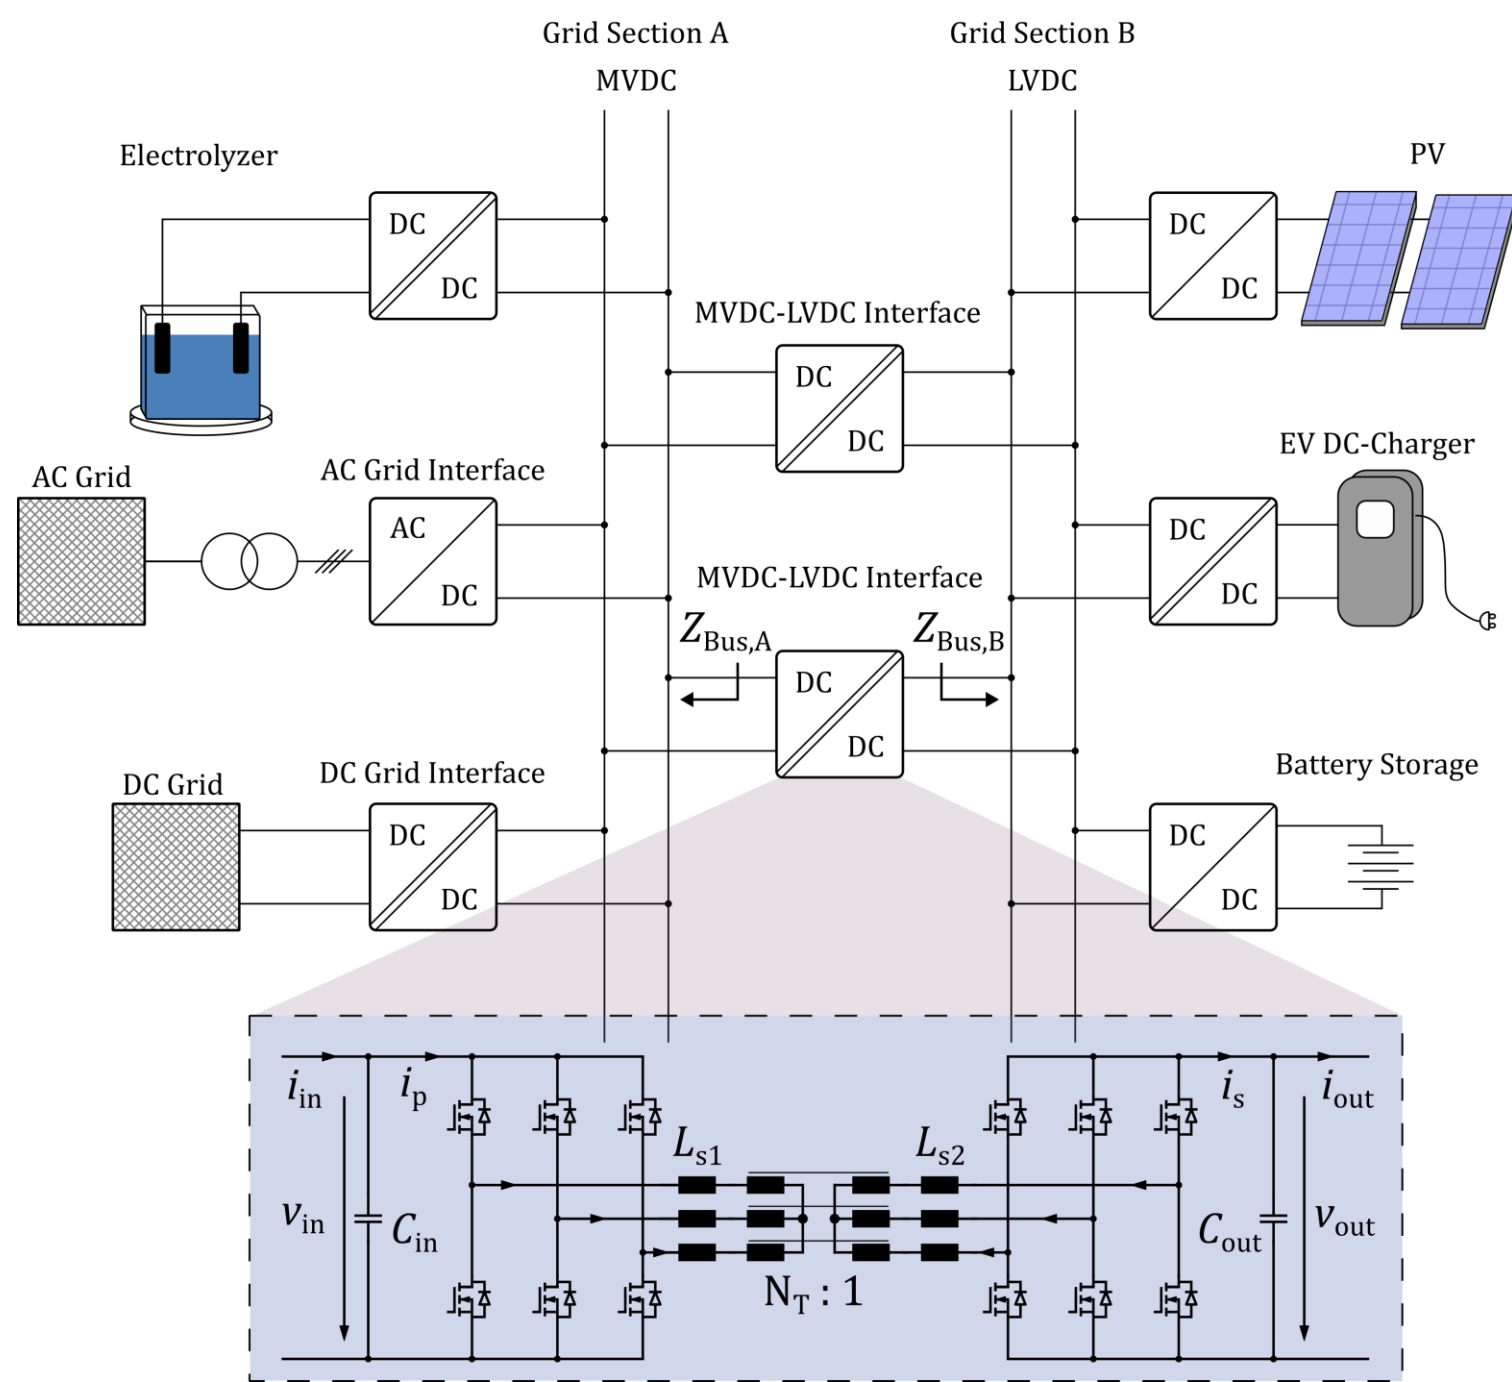 Grid Section A
Grid Section B
MVDC
LVDC
Electrolyzer
PV
DC
DC
DC
DC
MVDC-LVDC Interface
DC
DC
AC Grid
AC Grid Interface
EV DC-Charger
AC
DC
DC
DC
MVDC-LVDC Interface
Z_Bus,A
Z_Bus,B
DC
DC
DC Grid
DC Grid Interface
Battery Storage
DC
DC
DC
DC
i_in
i_p
i_s
i_out
L_s1
L_s2
v_in
C_in
C_out
v_out
N_T : 1